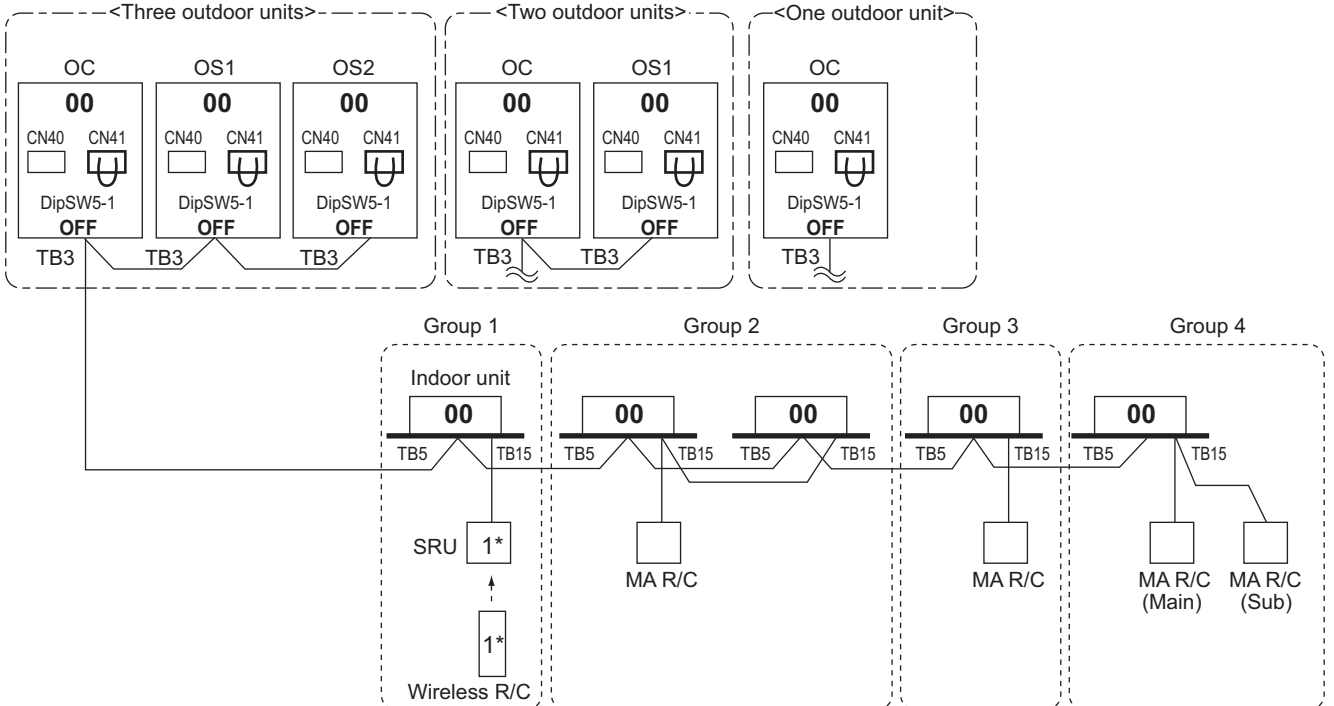 <Three outdoor units>
<Two outdoor units>
<One outdoor unit>
OC OS1 OS2
OC OS1
OC
00 00 00
00 00
00
CN40 CN41 CN40 CN41 CN40 CN41
CN40 CN41 CN40 CN41
CN40 CN41
DipSW5-1 DipSW5-1 DipSW5-1
DipSW5-1 DipSW5-1
DipSW5-1
OFF OFF OFF
OFF OFF
OFF
TB3 TB3 TB3
TB3 TB3
TB3
Group 1 Group 2 Group 3 Group 4
Indoor unit
00 00 00 00 00
TB5 TB15 TB5 TB15 TB5 TB15 TB5 TB15 TB5 TB15
SRU 1*
MA R/C
MA R/C
MA R/C
(Main)
MA R/C
(Sub)
1*
Wireless R/C